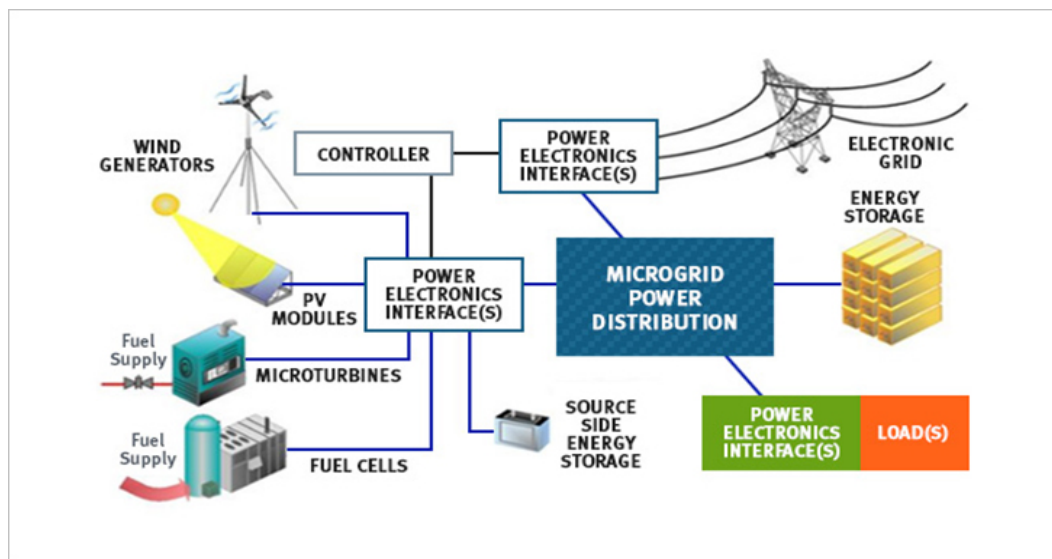 WIND
GENERATORS
CONTROLLER
POWER
ELECTRONICS
INTERFACE(S)
ELECTRONIC
GRID
ENERGY
STORAGE
PV
MODULES
POWER
ELECTRONICS
INTERFACE(S)
MICROGRID
POWER
DISTRIBUTION
Fuel
Supply
MICROTURBINES
Fuel
Supply
FUEL CELLS
SOURCE
SIDE
ENERGY
STORAGE
POWER
ELECTRONICS
INTERFACE(S)
LOAD(S)